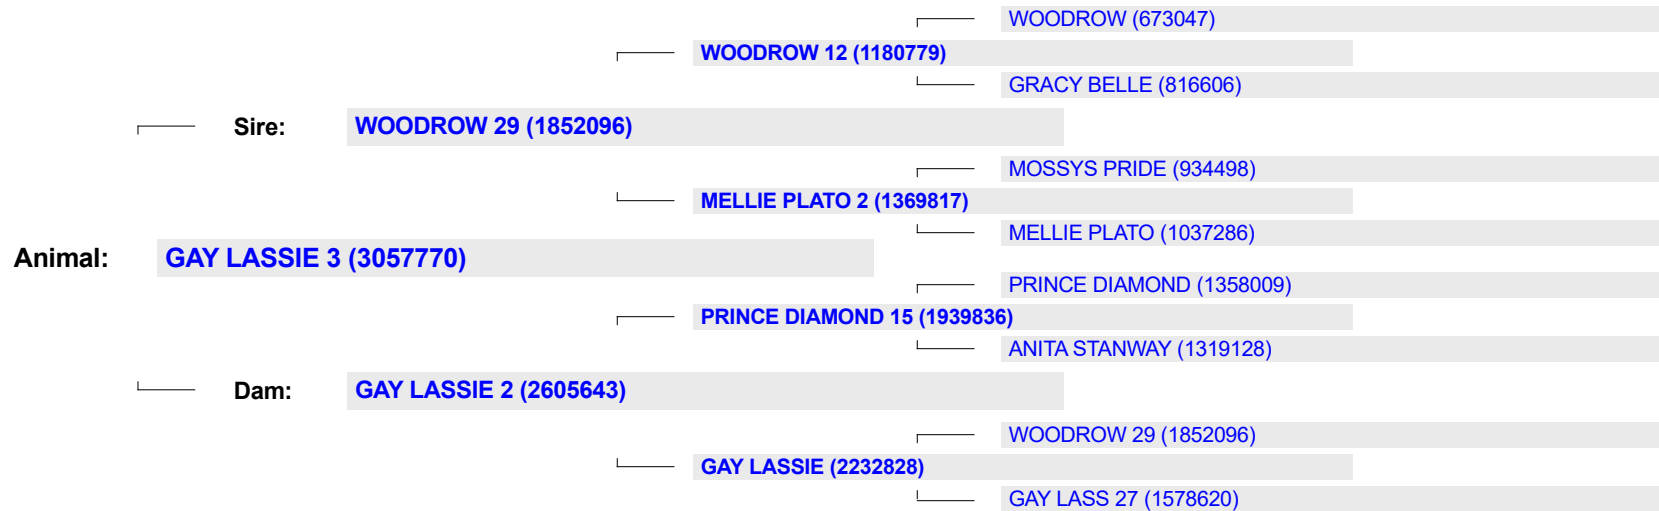 WOODROW (673047)
WOODROW 12 (1180779)
GRACY BELLE (816606)
Sire: WOODROW 29 (1852096)
MOSSYS PRIDE (934498)
MELLIE PLATO 2 (1369817)
MELLIE PLATO (1037286)
Animal: GAY LASSIE 3 (3057770)
PRINCE DIAMOND (1358009)
PRINCE DIAMOND 15 (1939836)
ANITA STANWAY (1319128)
Dam: GAY LASSIE 2 (2605643)
WOODROW 29 (1852096)
GAY LASSIE (2232828)
GAY LASS 27 (1578620)